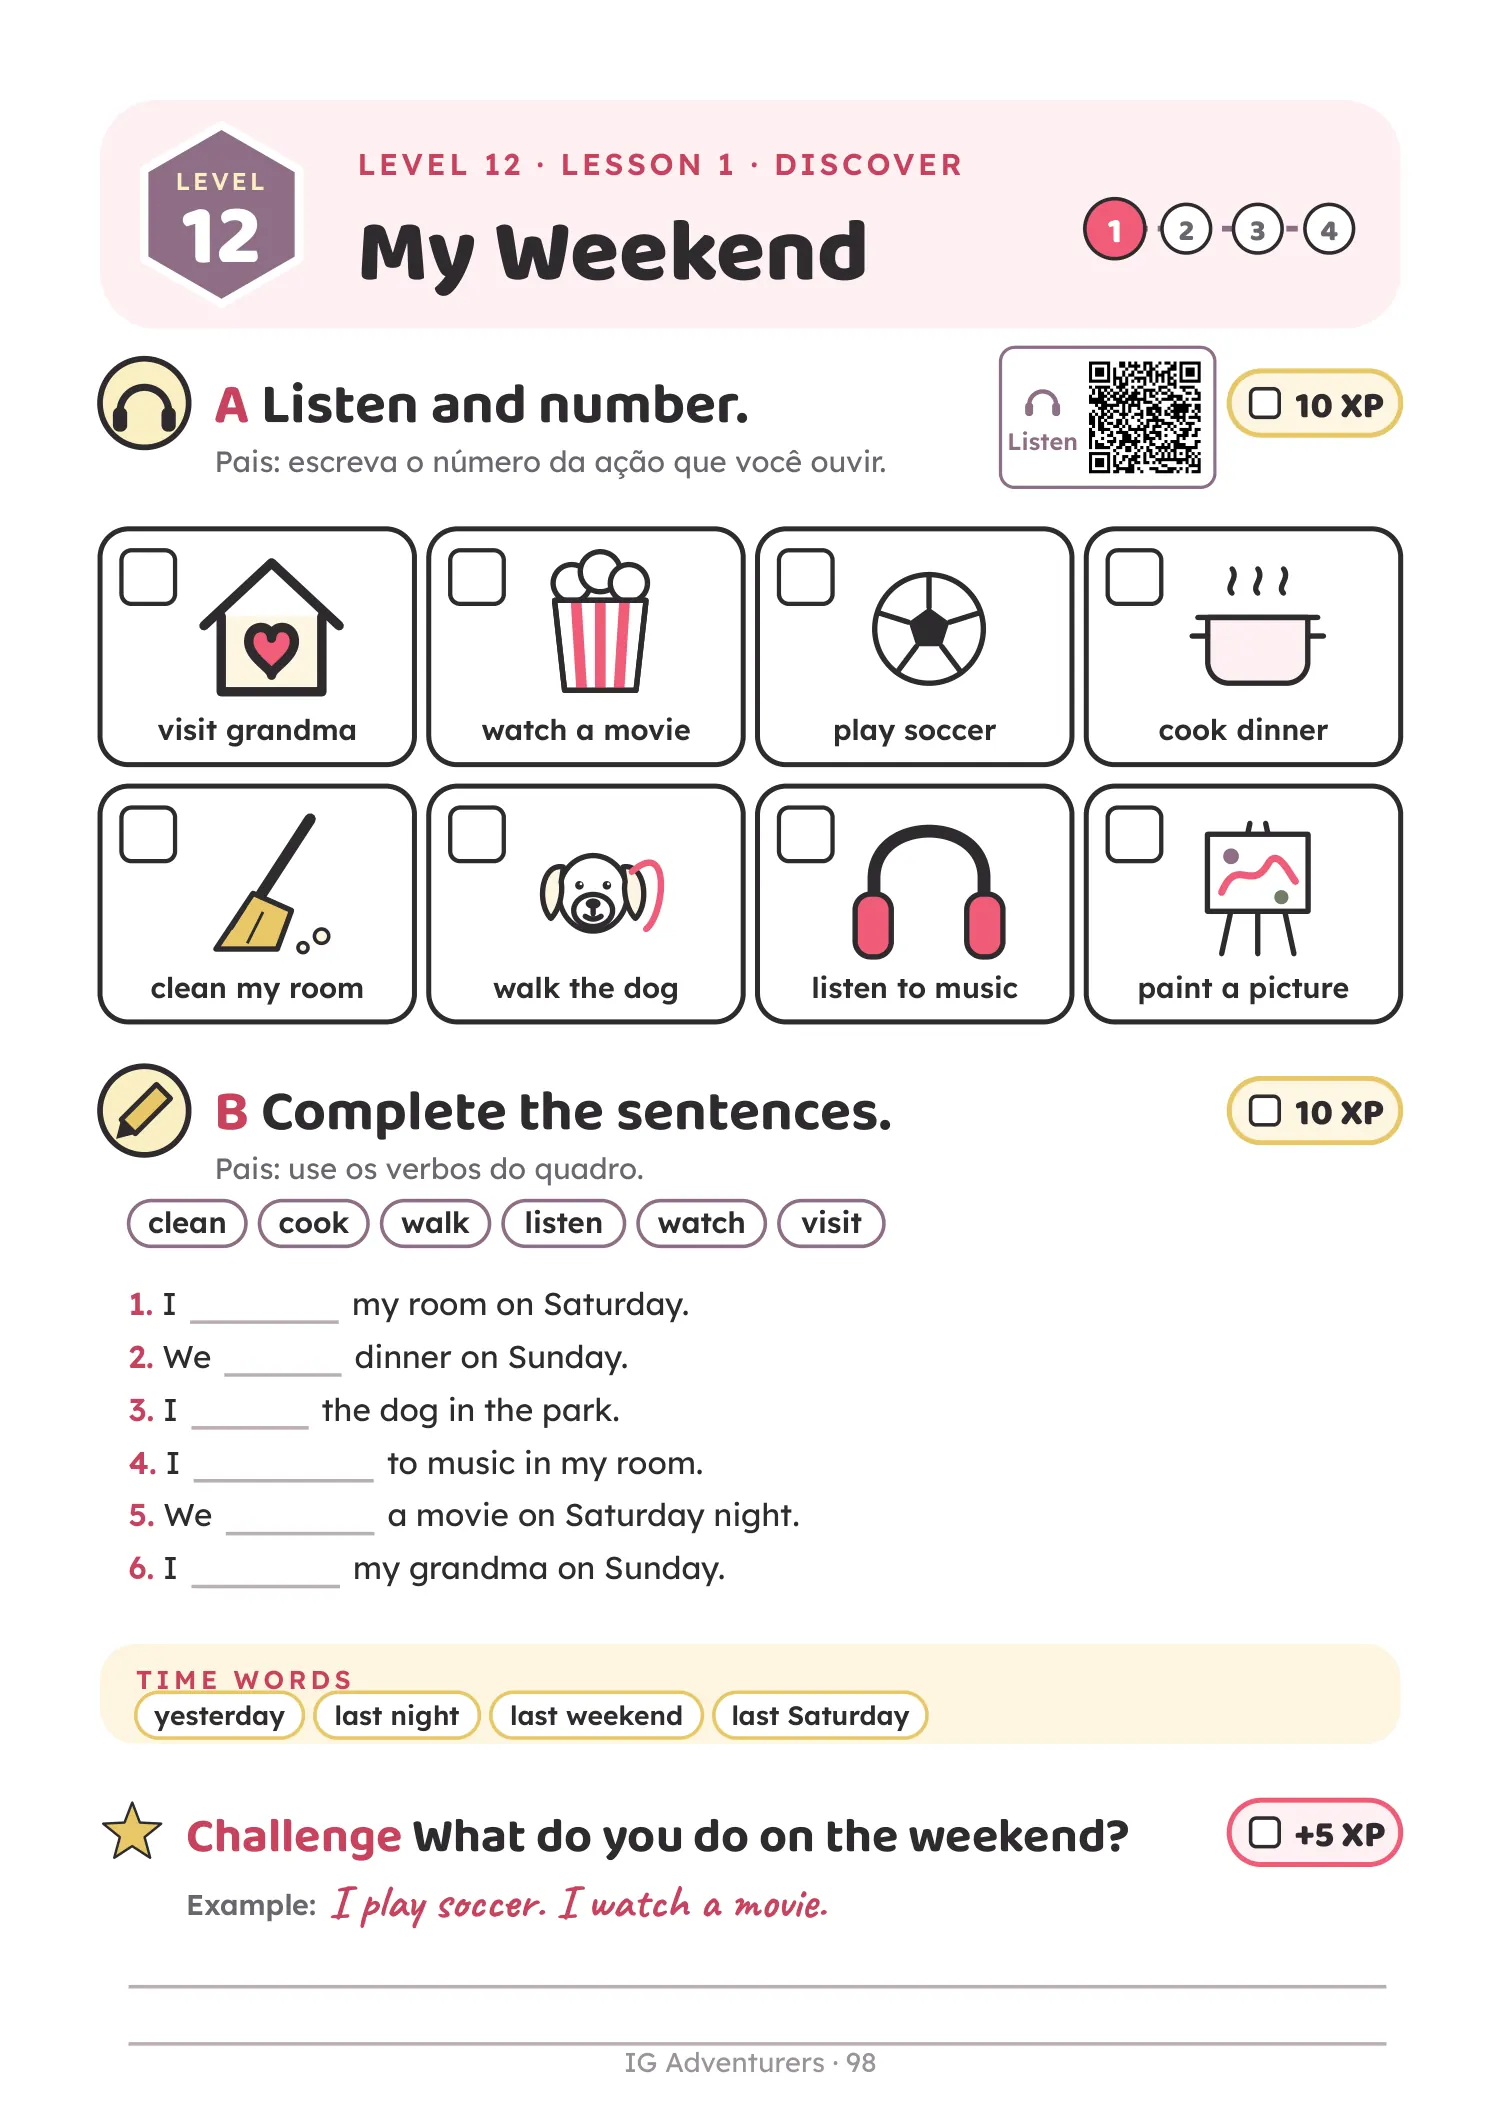 LEVEL
12
LEVEL 12 · LESSON 1 · DISCOVER
My Weekend
1 2 3 4
A Listen and number.
Pais: escreva o número da ação que você ouvir.
Listen
10 XP
visit grandma
watch a movie
play soccer
cook dinner
clean my room
walk the dog
listen to music
paint a picture
B Complete the sentences.
10 XP
Pais: use os verbos do quadro.
clean cook walk listen watch visit
1. I ________ my room on Saturday.
2. We ______ dinner on Sunday.
3. I ______ the dog in the park.
4. I __________ to music in my room.
5. We ________ a movie on Saturday night.
6. I ________ my grandma on Sunday.
TIME WORDS
yesterday last night last weekend last Saturday
Challenge What do you do on the weekend?
+5 XP
Example: I play soccer. I watch a movie.
IG Adventurers · 98